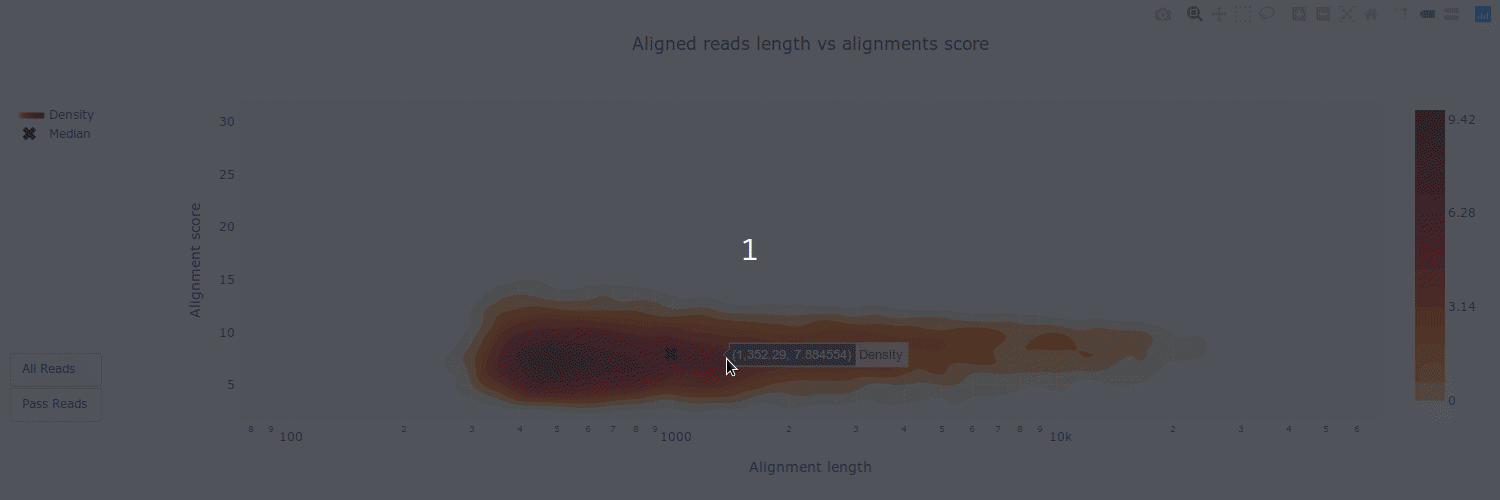 Aligned reads length vs alignments score
Density
Median
All Reads
Pass Reads
Alignment score
30
25
20
15
10
5
1
(1,352.29, 7.884554) Density
8 9 100 2 3 4 5 6 7 8 9 1000 2 3 4 5 6 7 8 9 10k 2 3 4 5 6
Alignment length
9.42
6.28
3.14
0